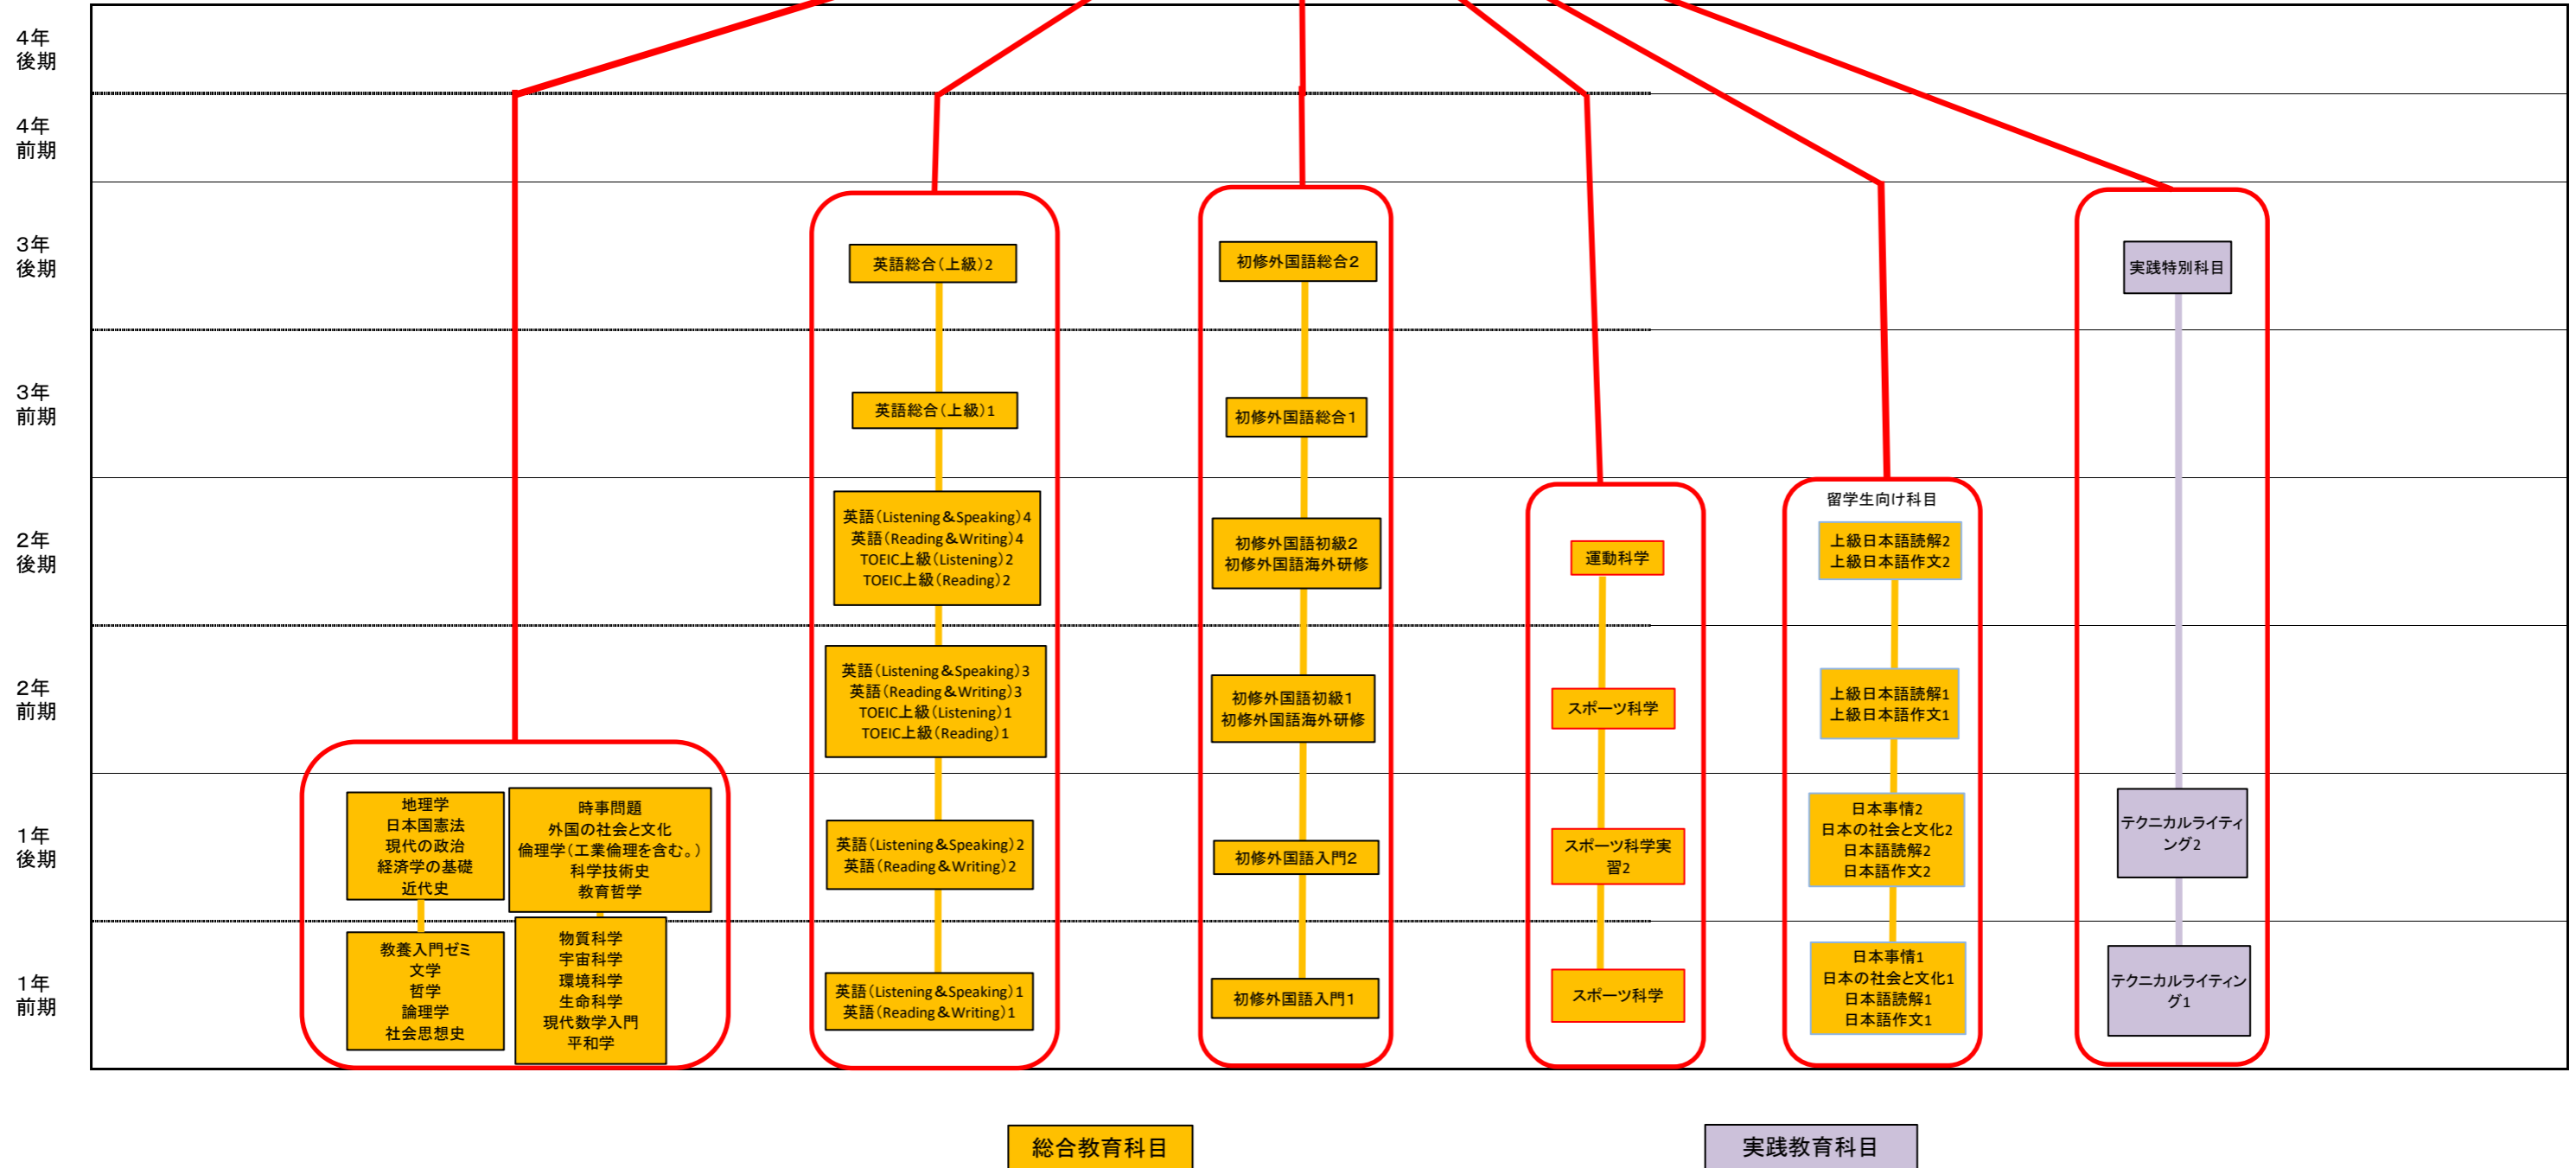 4年
後期
4年
前期
3年
後期
英語総合（上級）2
初修外国語総合2
実践特別科目
3年
前期
英語総合（上級）1
初修外国語総合1
2年
後期
英語（Listening＆Speaking）4
英語（Reading＆Writing）4
TOEIC上級（Listening）2
TOEIC上級（Reading）2
初修外国語初級2
初修外国語海外研修
運動科学
留学生向け科目
上級日本語読解2
上級日本語作文2
2年
前期
英語（Listening＆Speaking）3
英語（Reading＆Writing）3
TOEIC上級（Listening）1
TOEIC上級（Reading）1
初修外国語初級1
初修外国語海外研修
スポーツ科学
上級日本語読解1
上級日本語作文1
1年
後期
地理学
日本国憲法
現代の政治
経済学の基礎
近代史
時事問題
外国の社会と文化
倫理学（工業倫理を含む。）
科学技術史
教育哲学
英語（Listening＆Speaking）2
英語（Reading＆Writing）2
初修外国語入門2
スポーツ科学実
習2
日本事情2
日本の社会と文化2
日本語読解2
日本語作文2
テクニカルライティ
ング2
1年
前期
教養入門ゼミ
文学
哲学
論理学
社会思想史
物質科学
宇宙科学
環境科学
生命科学
現代数学入門
平和学
英語（Listening＆Speaking）1
英語（Reading＆Writing）1
初修外国語入門1
スポーツ科学
日本事情1
日本の社会と文化1
日本語読解1
日本語作文1
テクニカルライティン
グ1
総合教育科目
実践教育科目